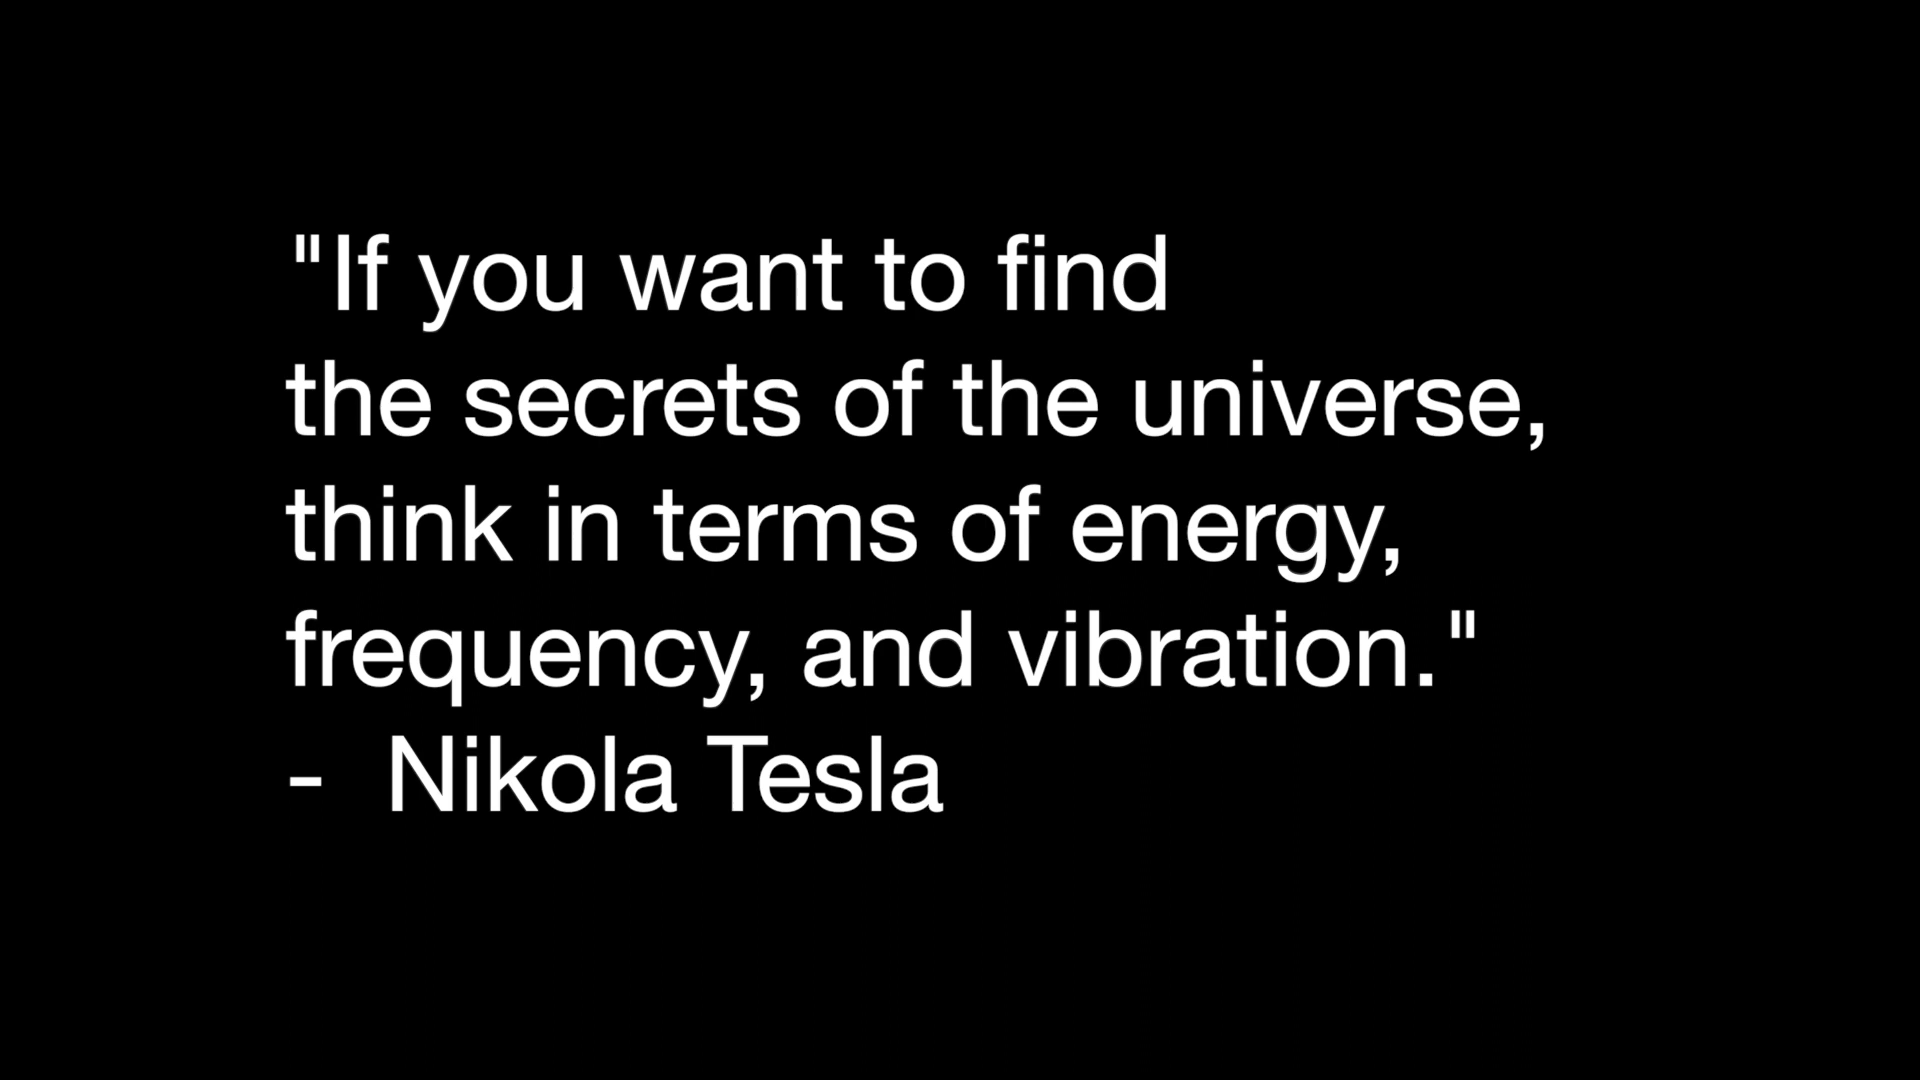 "If you want to find
the secrets of the universe,
think in terms of energy,
frequency, and vibration."
- Nikola Tesla